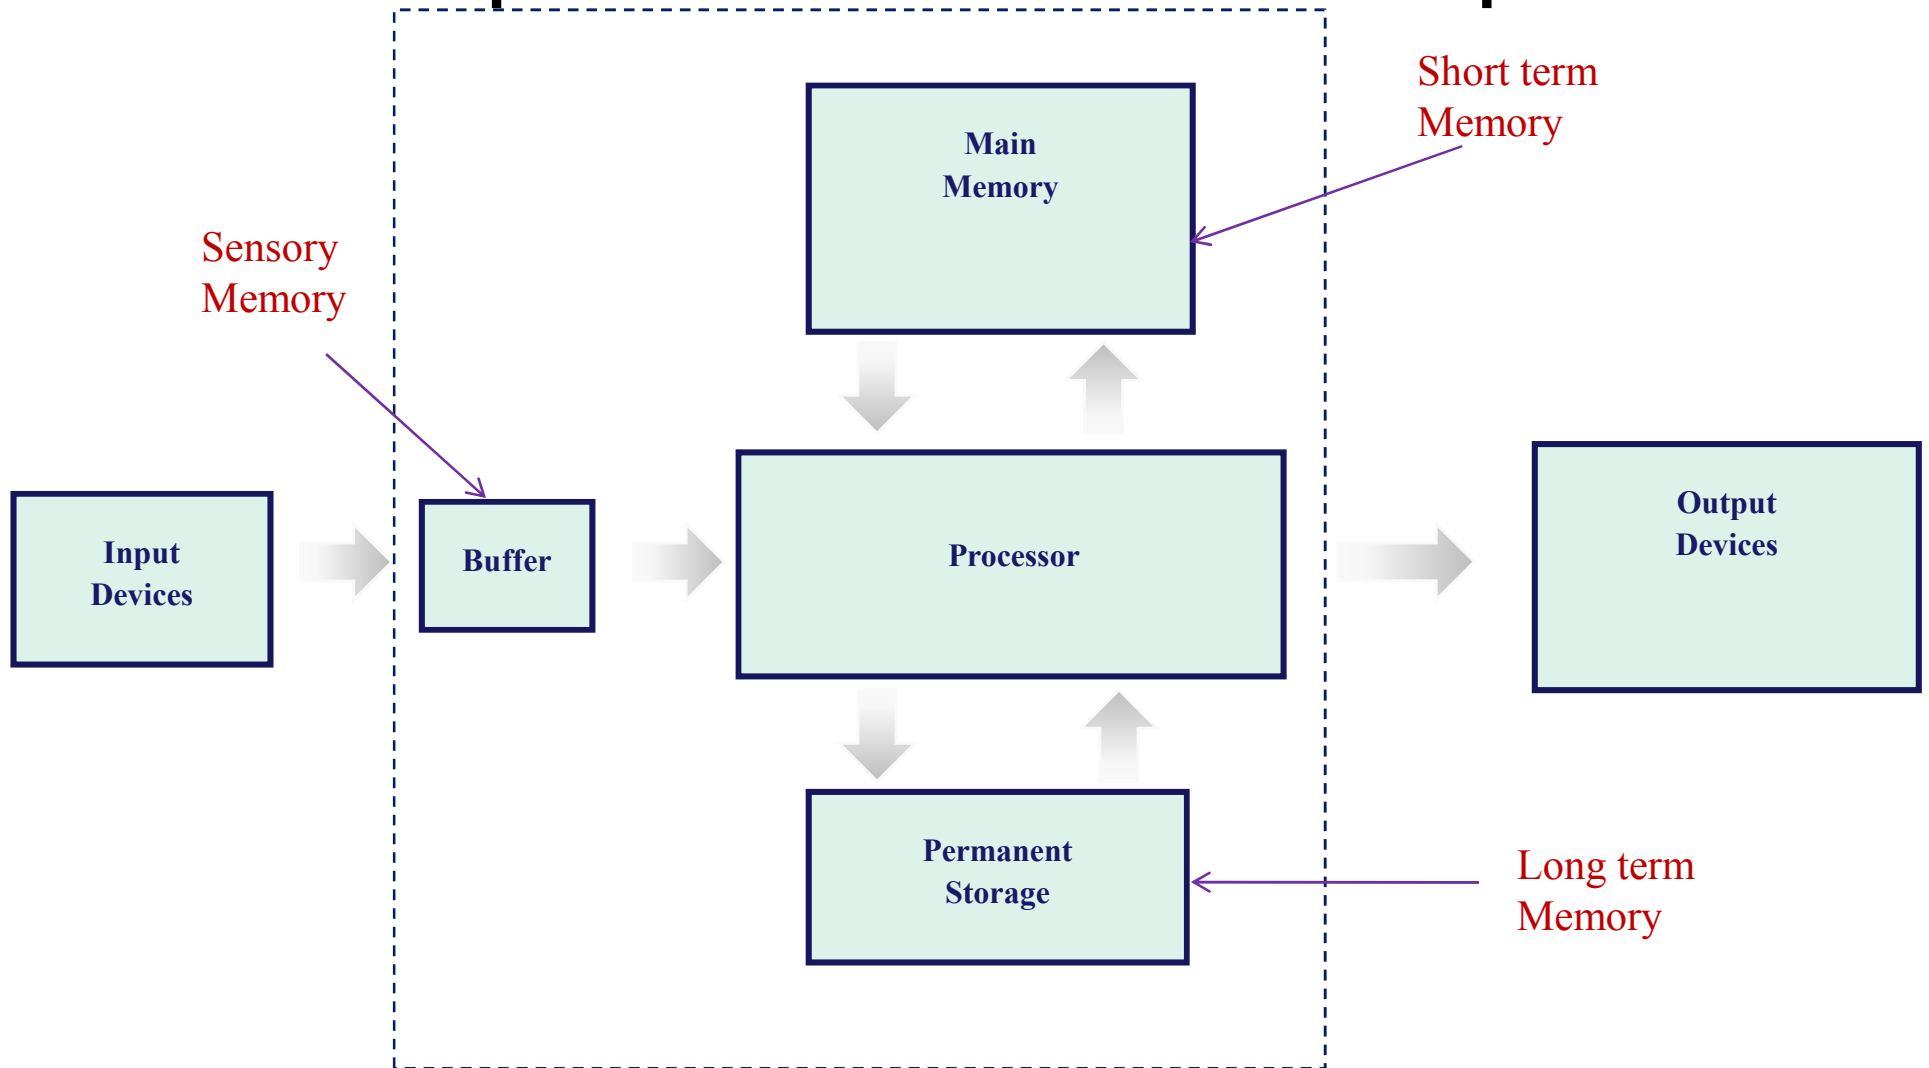 Short term
Memory
Main
Memory
Sensory
Memory
Input
Devices
Buffer
Processor
Output
Devices
Permanent
Storage
Long term
Memory